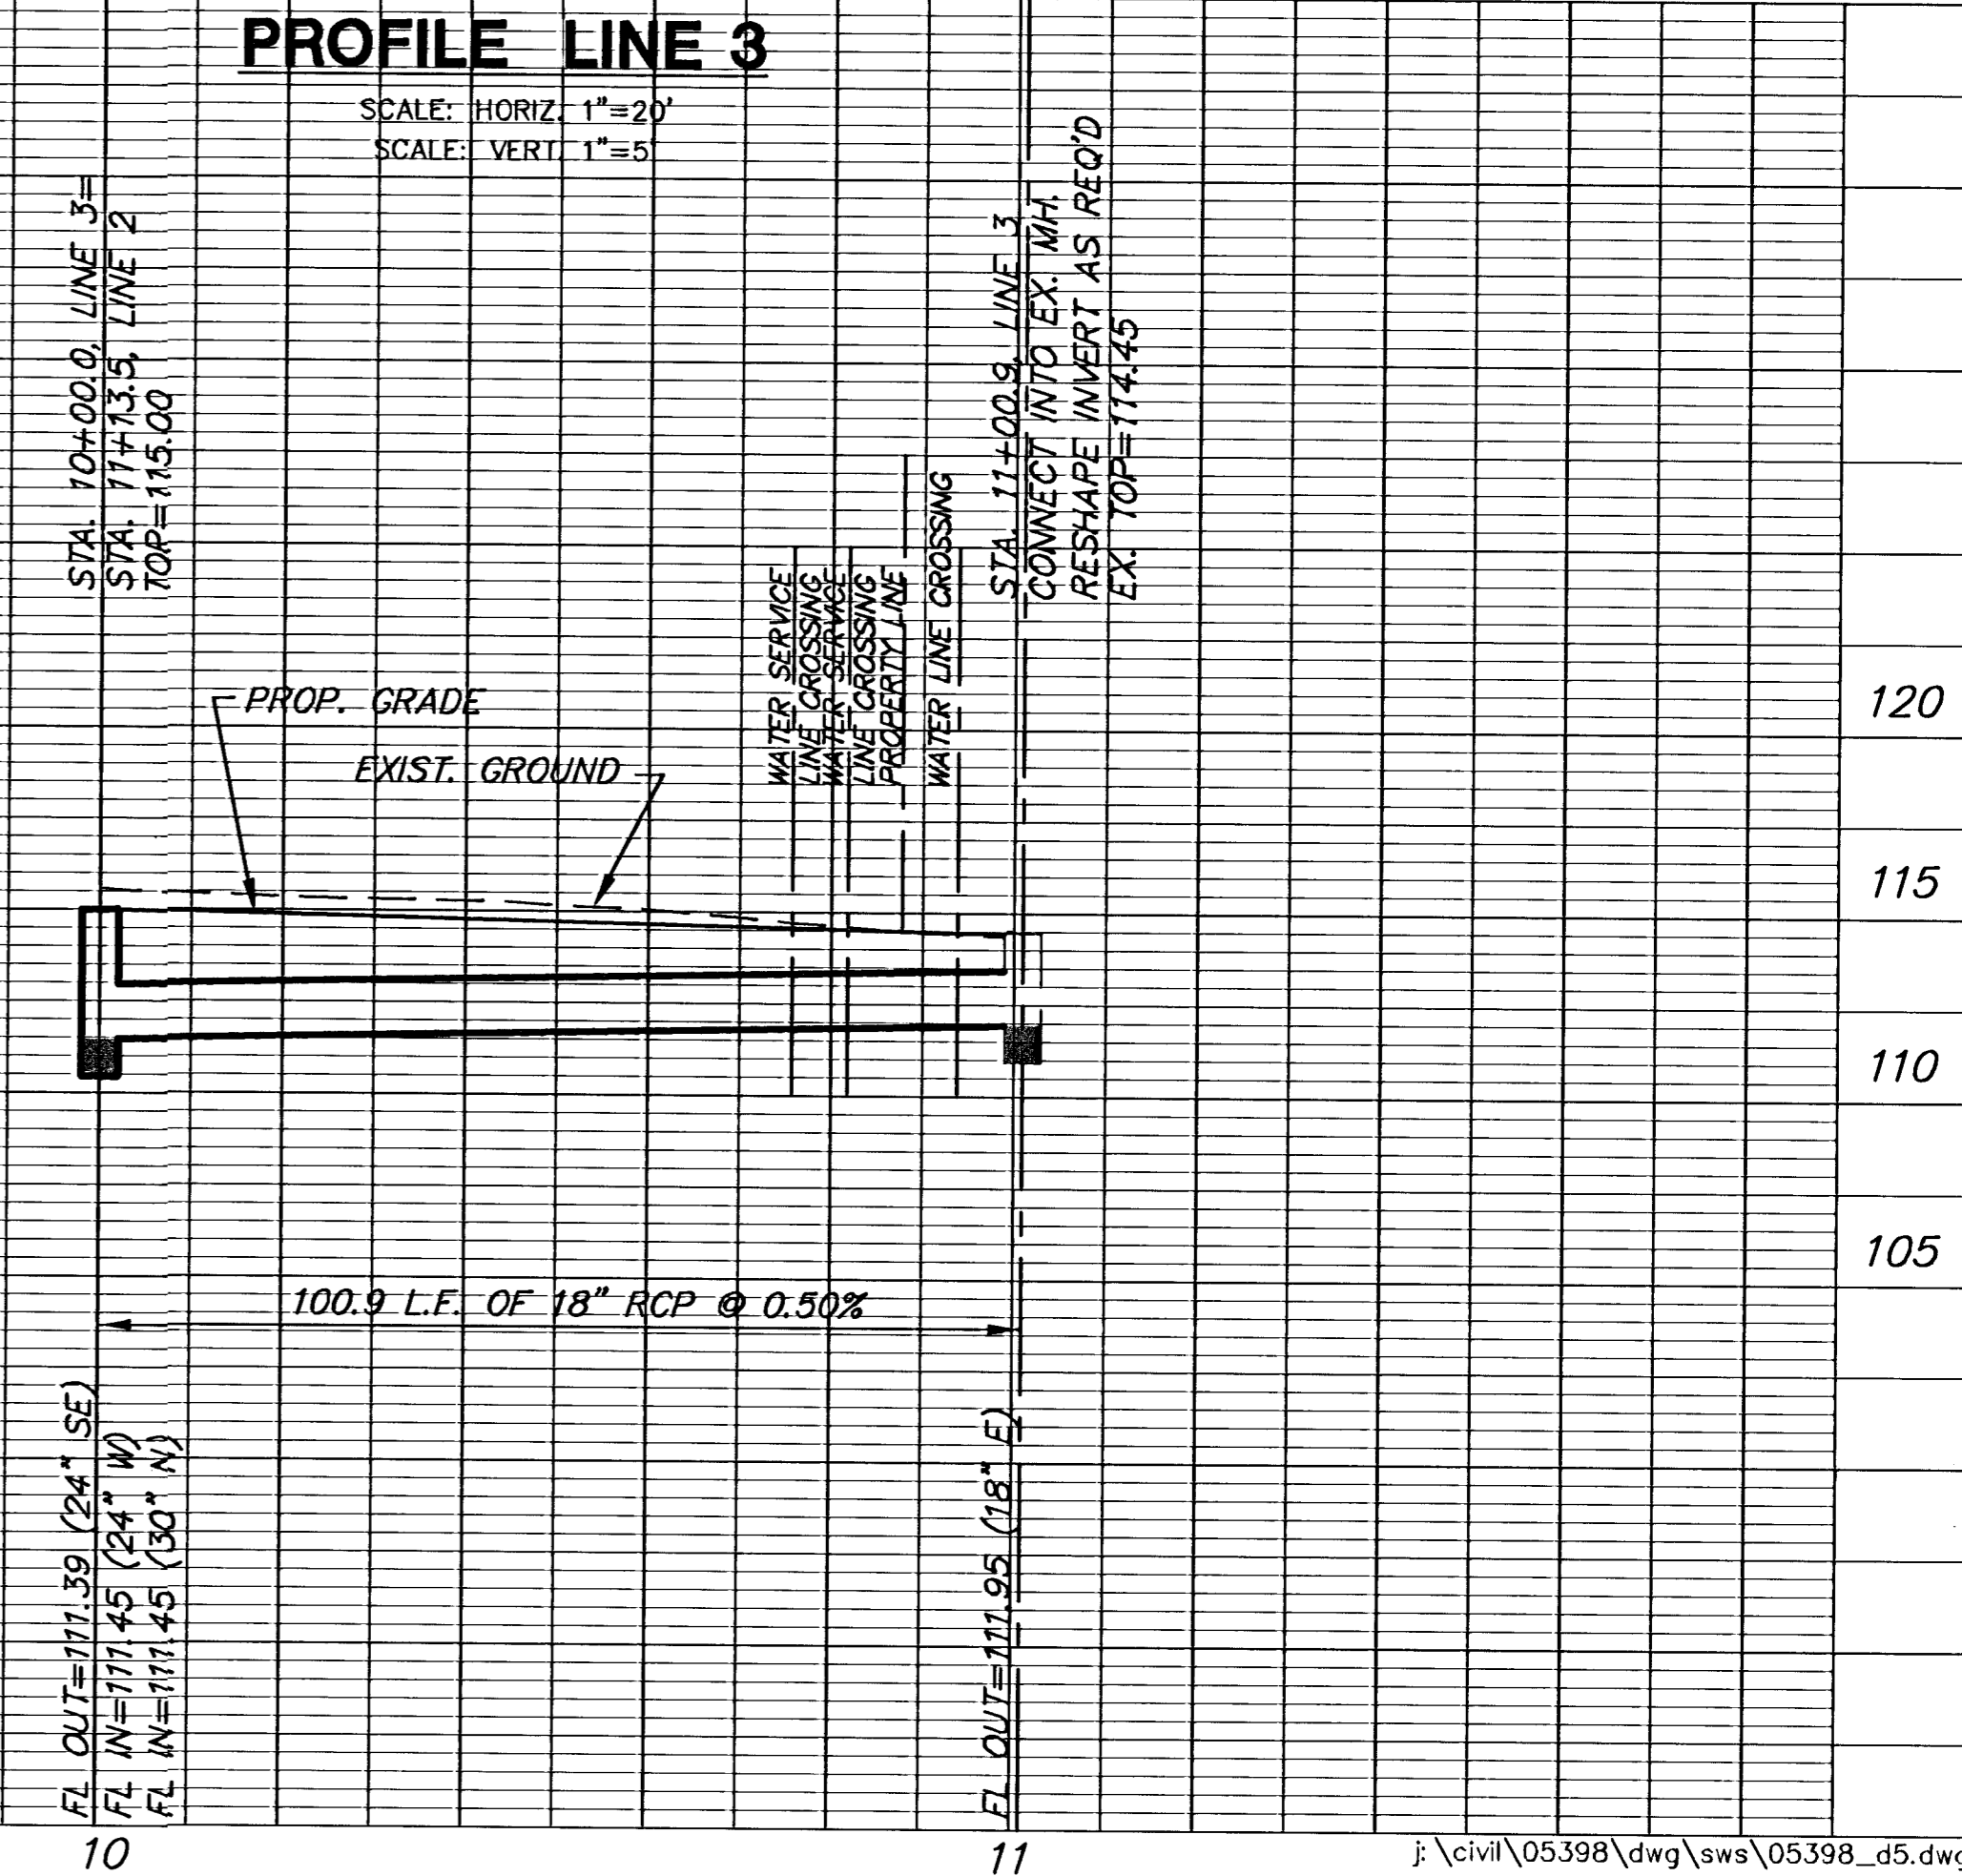 PROFILE LINE 3
SCALE: HORIZ. 1"=20'
SCALE: VERT. 1"=5'
STA. 10+00.0, LINE 3=
STA. 11+13.5, LINE 2
TOP=115.00
STA. 11+00.9, LINE 3
CONNECT INTO EX. MH.
RESHAPE INVERT AS REQ'D
EX. TOP=114.45
WATER SERVICE
LINE CROSSING
WATER SERVICE
LINE CROSSING
PROPERTY LINE
WATER LINE CROSSING
PROP. GRADE
EXIST. GROUND
120
115
110
105
100.9 L.F. OF 18" RCP @ 0.50%
FL OUT=111.39 (24" SE)
FL IN=111.45 (24" W)
FL IN=111.45 (30" N)
FL OUT=111.95 (18" E)
10
11
j:\civil\05398\dwg\sws\05398_d5.dwg